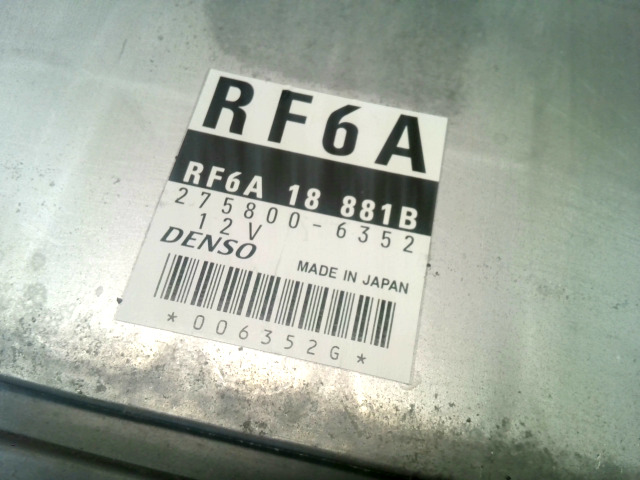 RF6A
RF6A 18 881B
275800-6352
12V
DENSO
MADE IN JAPAN
*006352G*